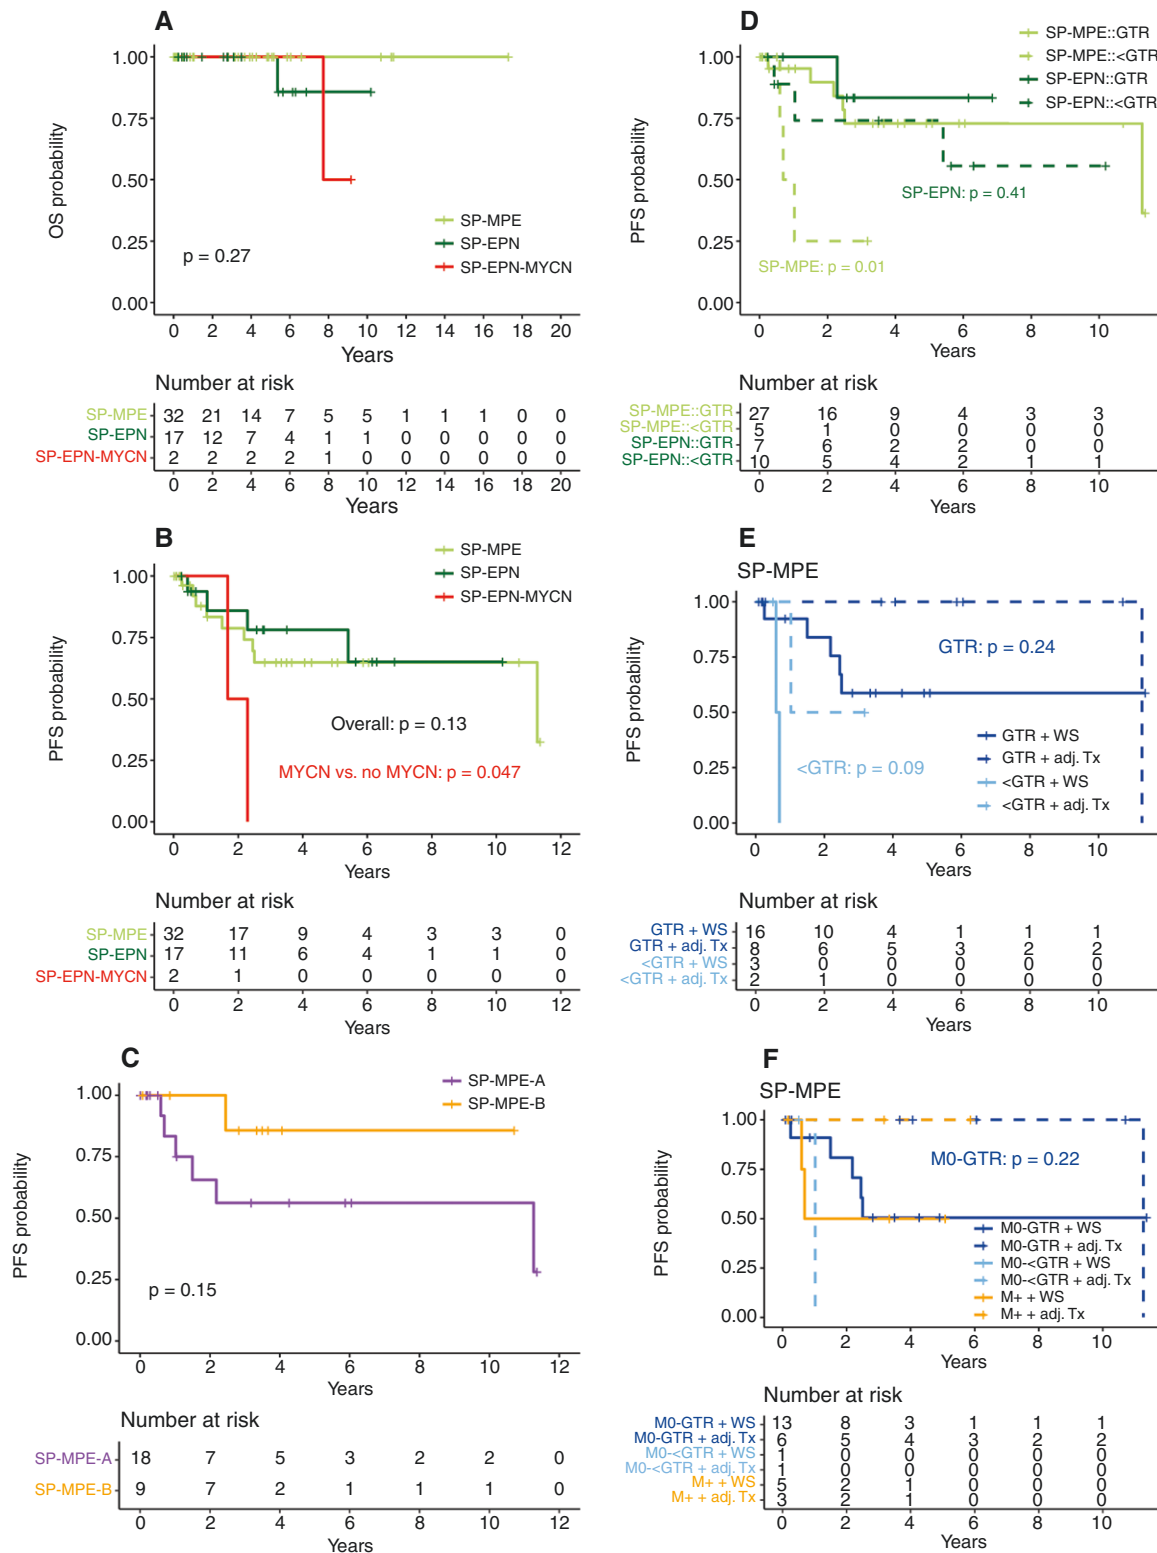 A
1.00
0.75
0.50
0.25
0.00
OS probability
p = 0.27
SP-MPE
SP-EPN
SP-EPN-MYCN
0 2 4 6 8 10 12 14 16 18 20
Years
Number at risk
SP-MPE 32 21 14 7 5 5 1 1 1 0 0
SP-EPN 17 12 7 4 1 1 0 0 0 0 0
SP-EPN-MYCN 2 2 2 2 1 0 0 0 0 0 0
0 2 4 6 8 10 12 14 16 18 20
Years
B
SP-MPE
SP-EPN
SP-EPN-MYCN
1.00
0.75
0.50
0.25
0.00
PFS probability
Overall: p = 0.13
MYCN vs. no MYCN: p = 0.047
0 2 4 6 8 10 12
Years
Number at risk
SP-MPE 32 17 9 4 3 3 0
SP-EPN 17 11 6 4 1 1 0
SP-EPN-MYCN 2 1 0 0 0 0 0
0 2 4 6 8 10 12
Years
C
SP-MPE-A
SP-MPE-B
1.00
0.75
0.50
0.25
0.00
PFS probability
p = 0.15
0 2 4 6 8 10 12
Years
Number at risk
SP-MPE-A 18 7 5 3 2 2 0
SP-MPE-B 9 7 2 1 1 1 0
0 2 4 6 8 10 12
Years
D
SP-MPE::GTR
SP-MPE::<GTR
SP-EPN::GTR
SP-EPN::<GTR
1.00
0.75
0.50
0.25
0.00
PFS probability
SP-EPN: p = 0.41
SP-MPE: p = 0.01
0 2 4 6 8 10
Years
Number at risk
SP-MPE::GTR 27 16 9 4 3 3
SP-MPE::<GTR 5 1 0 0 0 0
SP-EPN::GTR 7 6 2 2 0 0
SP-EPN::<GTR 10 5 4 2 1 1
0 2 4 6 8 10
Years
E
SP-MPE
1.00
0.75
0.50
0.25
0.00
PFS probability
GTR: p = 0.24
<GTR: p = 0.09
GTR + WS
GTR + adj. Tx
<GTR + WS
<GTR + adj. Tx
0 2 4 6 8 10
Years
Number at risk
GTR + WS 16 10 4 1 1 1
GTR + adj. Tx 8 6 5 3 2 2
<GTR + WS 3 0 0 0 0 0
<GTR + adj. Tx 2 1 0 0 0 0
0 2 4 6 8 10
Years
F
SP-MPE
1.00
0.75
0.50
0.25
0.00
PFS probability
M0-GTR: p = 0.22
M0-GTR + WS
M0-GTR + adj. Tx
M0-<GTR + WS
M0-<GTR + adj. Tx
M+ + WS
M+ + adj. Tx
0 2 4 6 8 10
Years
Number at risk
M0-GTR + WS 13 8 3 1 1 1
M0-GTR + adj. Tx 6 5 4 3 2 2
M0-<GTR + WS 1 0 0 0 0 0
M0-<GTR + adj. Tx 1 0 0 0 0 0
M+ + WS 5 2 1 0 0 0
M+ + adj. Tx 3 2 1 0 0 0
0 2 4 6 8 10
Years